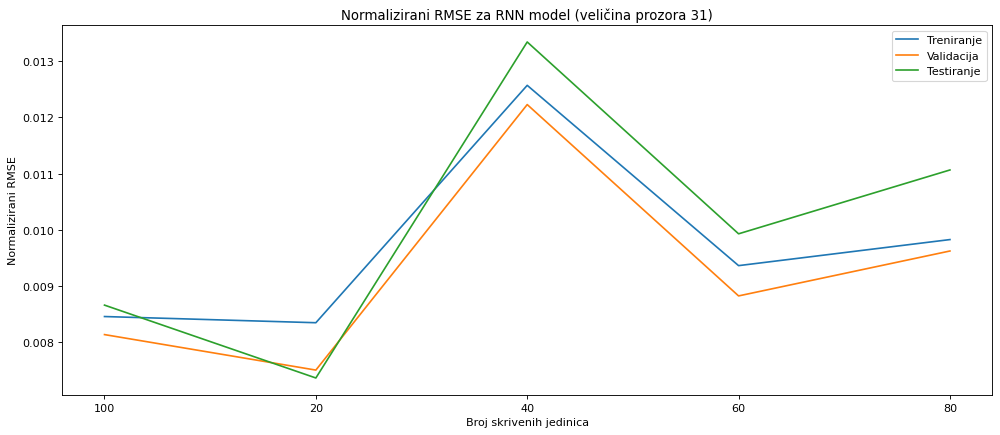 Normalizirani RMSE za RNN model (veličina prozora 31)
Treniranje
Validacija
Testiranje
Normalizirani RMSE
0.013
0.012
0.011
0.010
0.009
0.008
100 20 40 60 80
Broj skrivenih jedinica